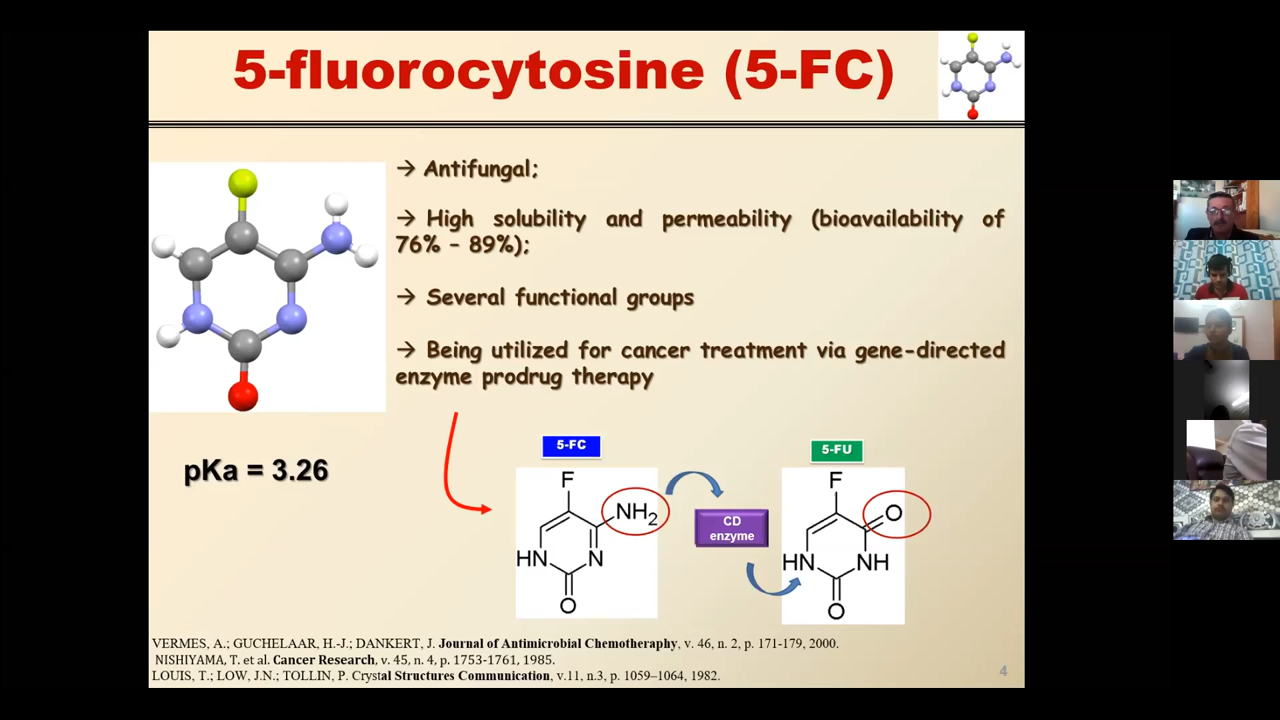 5-fluorocytosine (5-FC)
→ Antifungal;
→ High solubility and permeability (bioavailability of
76% – 89%);
→ Several functional groups
→ Being utilized for cancer treatment via gene-directed
enzyme prodrug therapy
pKa = 3.26
5-FC
5-FU
F
F
NH2
O
CD
enzyme
HN
N
HN
NH
O
O
VERMES, A.; GUCHELAAR, H.-J.; DANKERT, J. Journal of Antimicrobial Chemotheraphy, v. 46, n. 2, p. 171-179, 2000.
NISHIYAMA, T. et al. Cancer Research, v. 45, n. 4, p. 1753-1761, 1985.
LOUIS, T.; LOW, J.N.; TOLLIN, P. Crystal Structures Communication, v.11, n.3, p. 1059–1064, 1982.
4